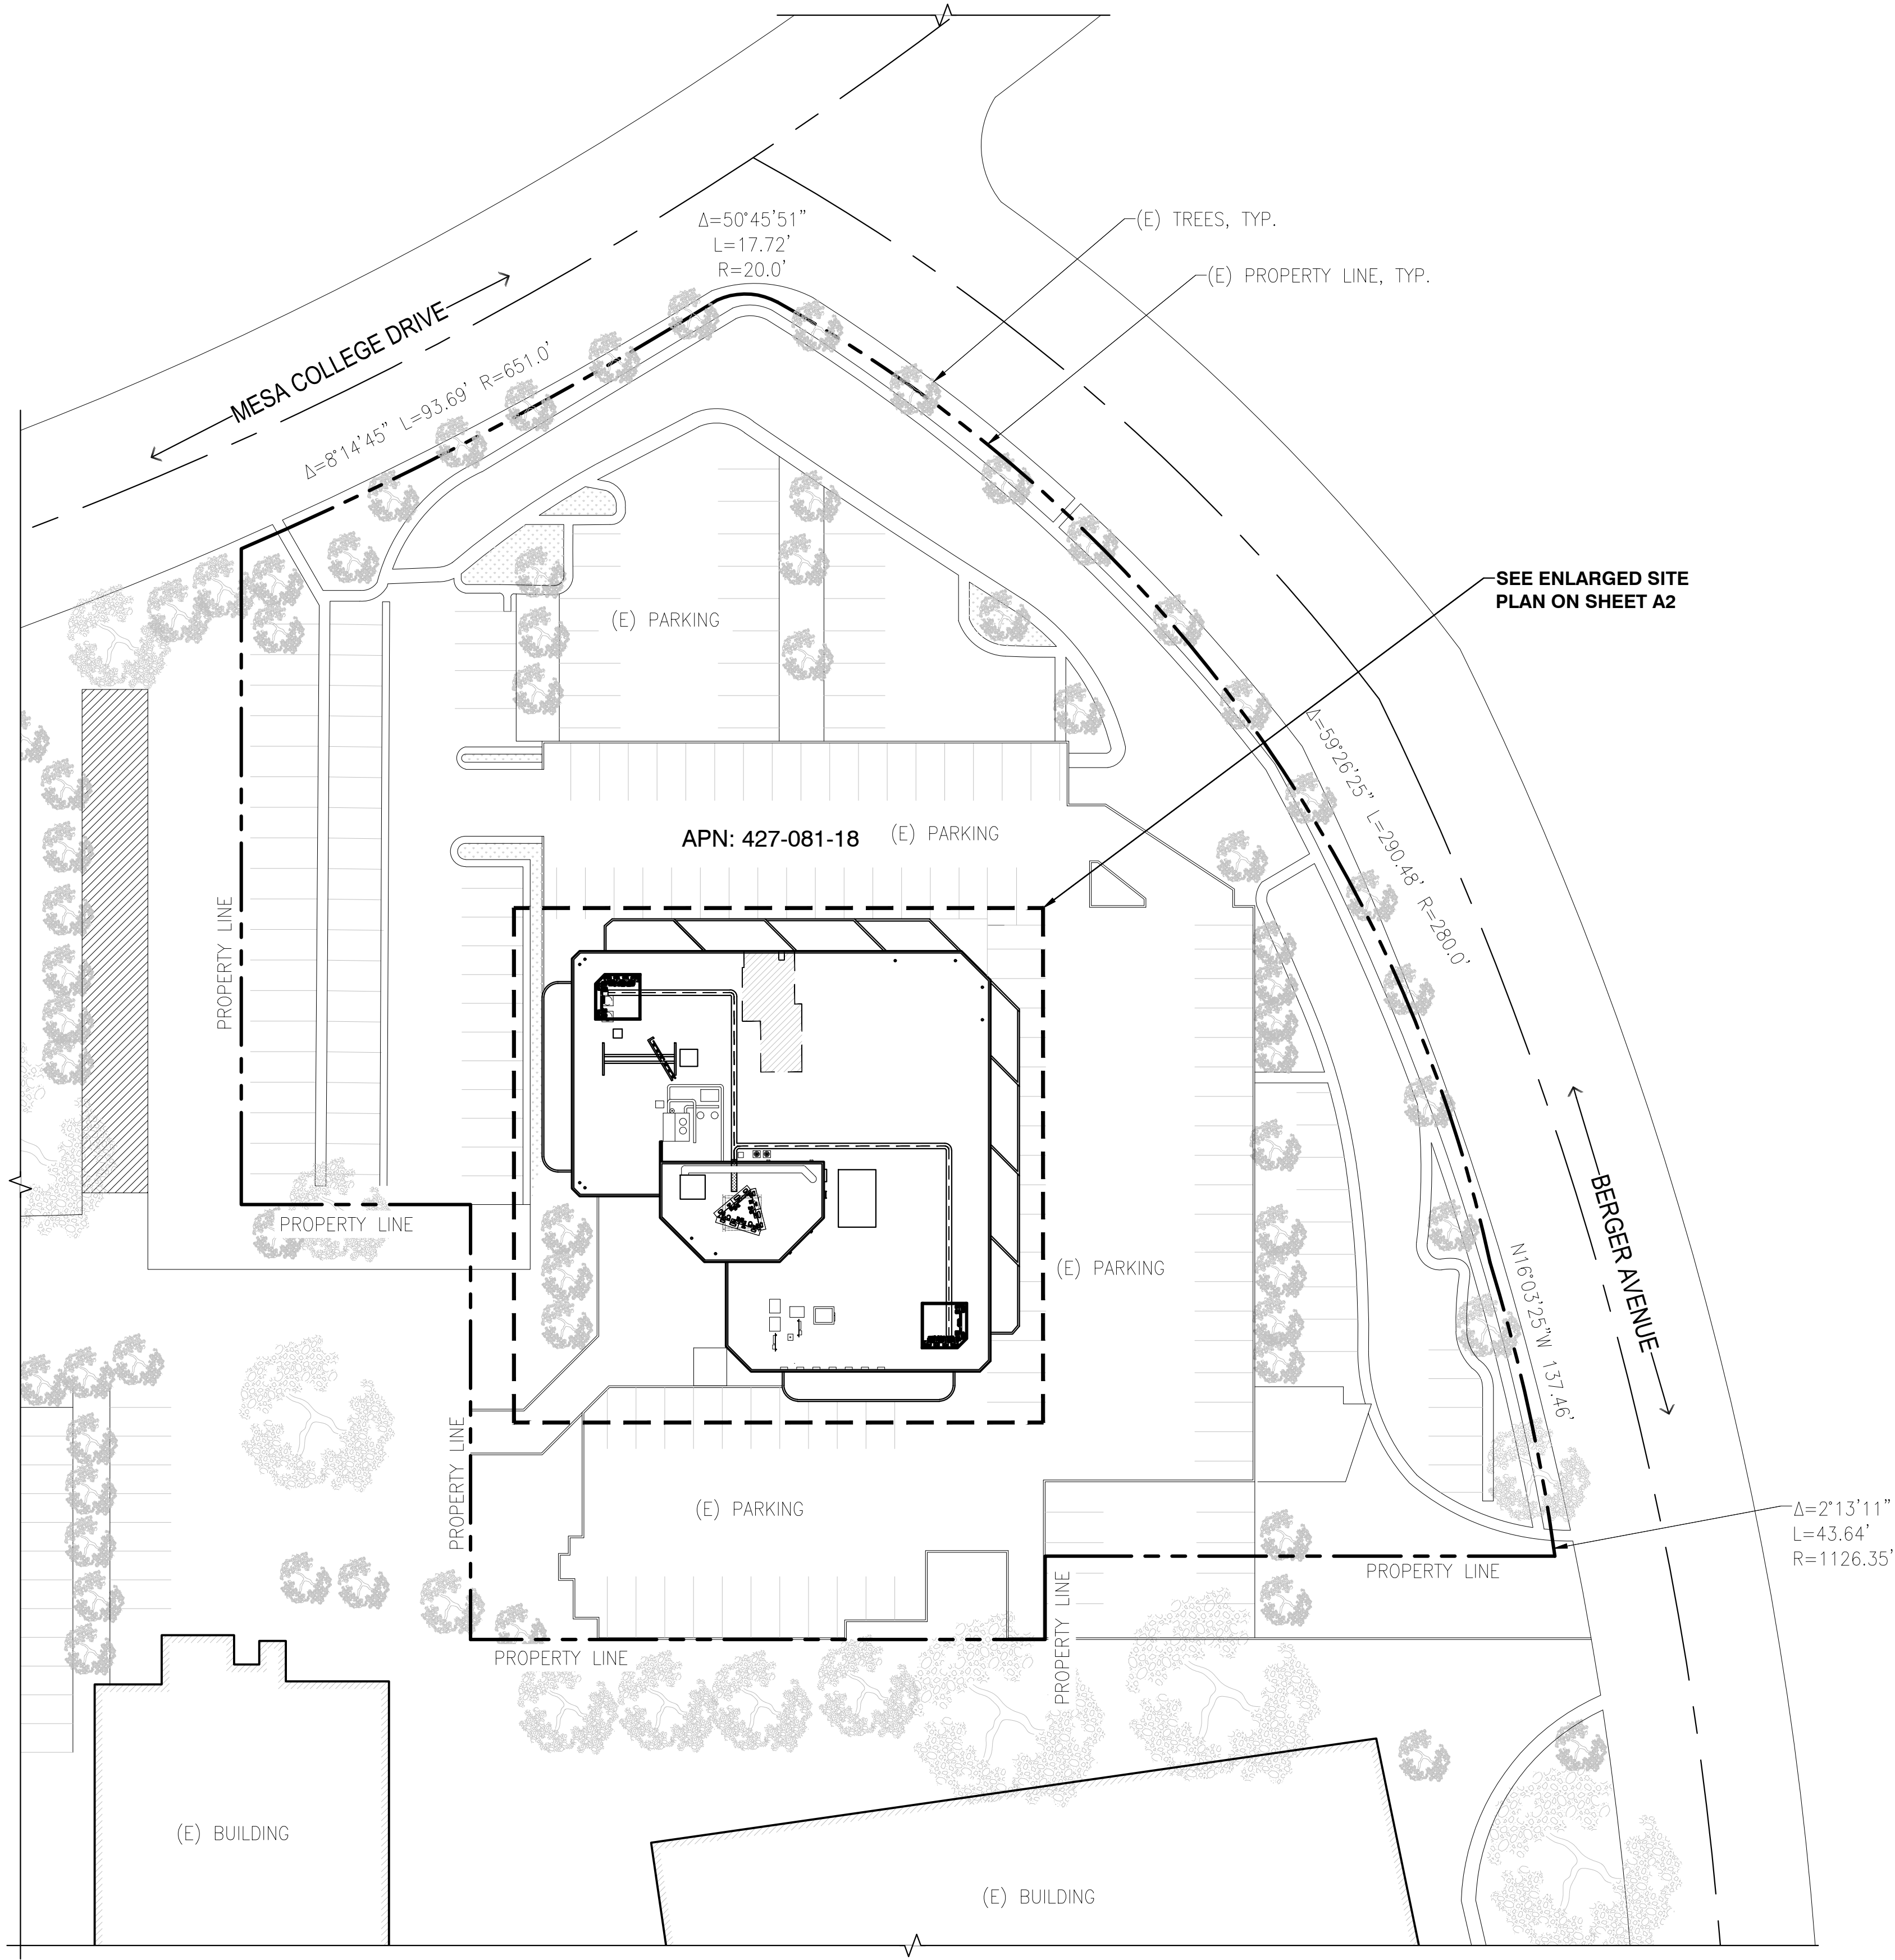 Δ=50°45'51"
L=17.72'
R=20.0'
(E) TREES, TYP.
(E) PROPERTY LINE, TYP.
MESA COLLEGE DRIVE
Δ=8°14'45" L=93.69' R=651.0'
SEE ENLARGED SITE
PLAN ON SHEET A2
(E) PARKING
Δ=59°26'25" L=290.48' R=280.0'
APN: 427-081-18
(E) PARKING
PROPERTY LINE
BERGER AVENUE
PROPERTY LINE
(E) PARKING
N16°03'25"W 137.46'
PROPERTY LINE
(E) PARKING
Δ=2°13'11"
L=43.64'
R=1126.35'
PROPERTY LINE
PROPERTY LINE
PROPERTY LINE
(E) BUILDING
(E) BUILDING